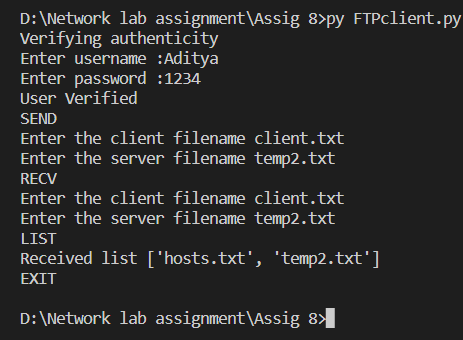 D:\Network lab assignment\Assig 8>py FTPclient.py
Verifying authenticity
Enter username :Aditya
Enter password :1234
User Verified
SEND
Enter the client filename client.txt
Enter the server filename temp2.txt
RECV
Enter the client filename client.txt
Enter the server filename temp2.txt
LIST
Received list ['hosts.txt', 'temp2.txt']
EXIT
D:\Network lab assignment\Assig 8>